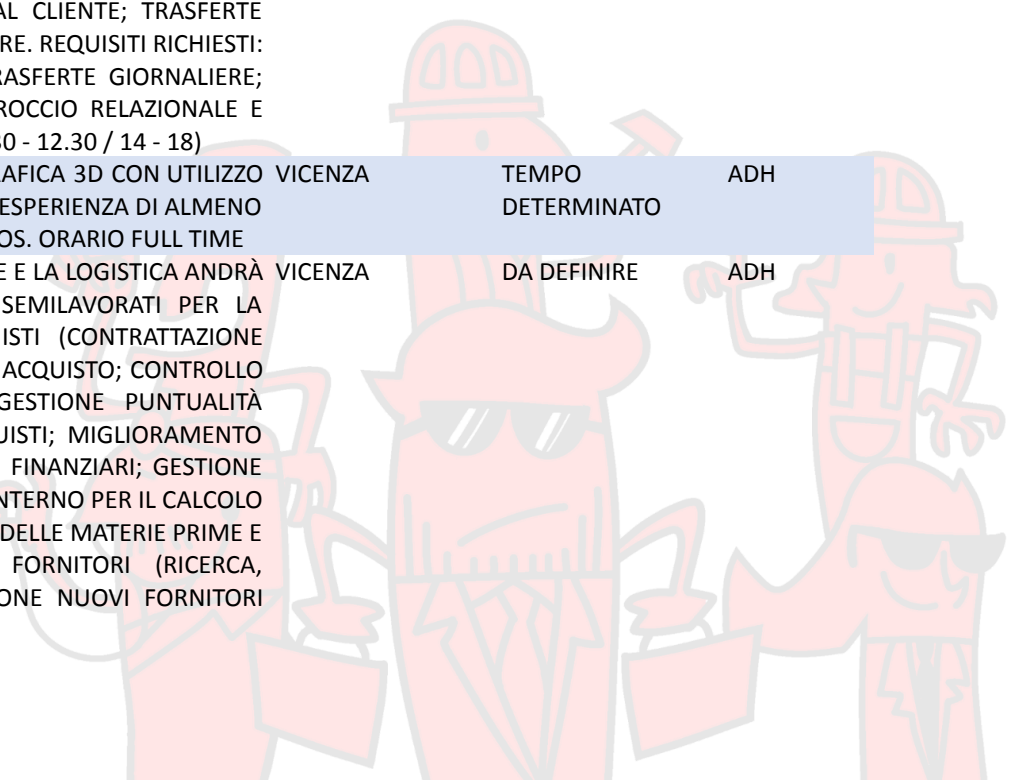 AL CLIENTE; TRASFERTE
RE. REQUISITI RICHIESTI:
RASFERTE GIORNALIERE;
ROCCIO RELAZIONALE E
30 - 12.30 / 14 - 18)
RAFICA 3D CON UTILIZZO VICENZA TEMPO ADH
ESPERIENZA DI ALMENO DETERMINATO
OS. ORARIO FULL TIME
E E LA LOGISTICA ANDRÀ VICENZA DA DEFINIRE ADH
SEMILAVORATI PER LA
ISTI (CONTRATTAZIONE
ACQUISTO; CONTROLLO
GESTIONE PUNTUALITÀ
UISTI; MIGLIORAMENTO
FINANZIARI; GESTIONE
NTERNO PER IL CALCOLO
DELLE MATERIE PRIME E
FORNITORI (RICERCA,
ONE NUOVI FORNITORI